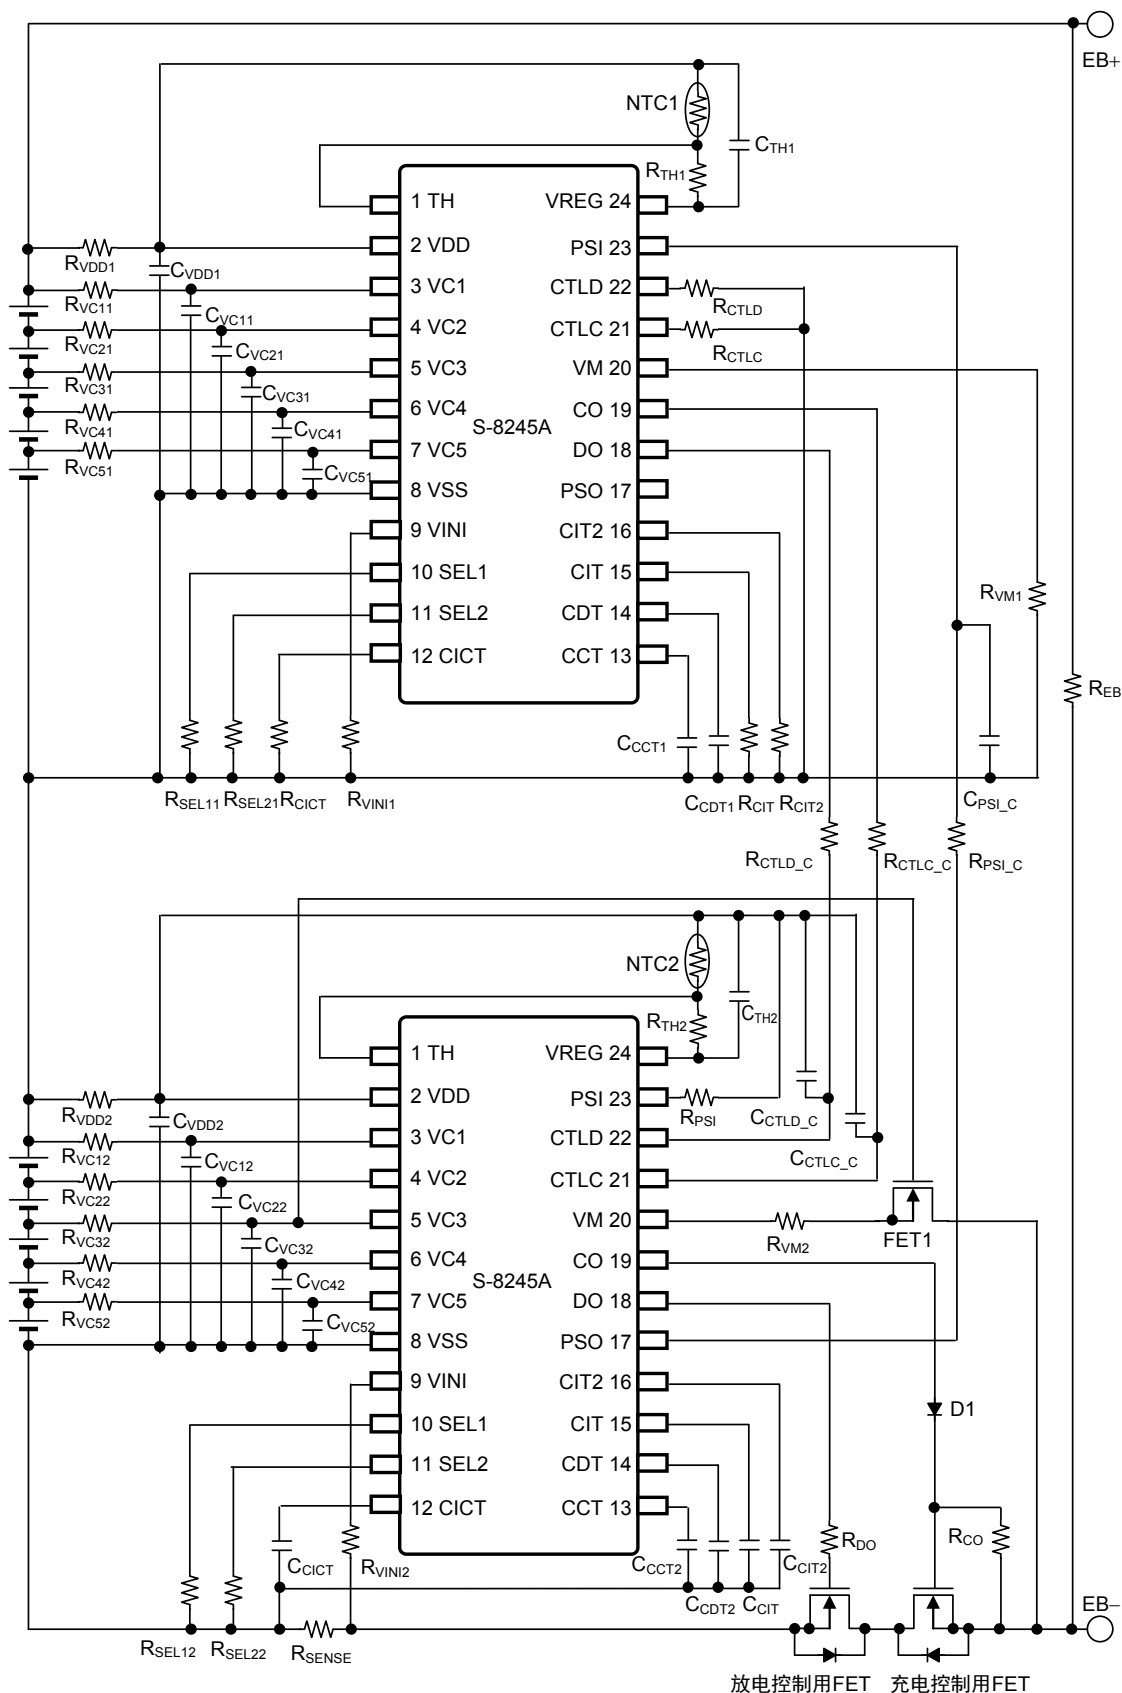 EB+
NTC1
CTH1
RTH1
1 TH
VREG 24
2 VDD
PSI 23
RVDD1
CVDD1
3 VC1
CTLD 22
RCTLD
RVC11
CVC11
4 VC2
CTLC 21
RCTLC
RVC21
CVC21
5 VC3
VM 20
RVC31
CVC31
6 VC4
CO 19
RVC41
CVC41
S-8245A
7 VC5
DO 18
RVC51
CVC51
8 VSS
PSO 17
9 VINI
CIT2 16
10 SEL1
CIT 15
RVM1
11 SEL2
CDT 14
12 CICT
CCT 13
REB
CCCT1
RSEL11
RSEL21
RCICT
RVINI1
CCDT1
RCIT
RCIT2
CPSI_C
RCTLD_C
RCTLC_C
RPSI_C
NTC2
CTH2
RTH2
1 TH
VREG 24
2 VDD
PSI 23
RPSI
CCTLD_C
RVDD2
CVDD2
3 VC1
CTLD 22
RVC12
CVC12
CCTLC_C
4 VC2
CTLC 21
RVC22
CVC22
5 VC3
VM 20
RVM2
FET1
RVC32
CVC32
6 VC4
CO 19
RVC42
CVC42
S-8245A
7 VC5
DO 18
RVC52
CVC52
8 VSS
PSO 17
9 VINI
CIT2 16
D1
10 SEL1
CIT 15
11 SEL2
CDT 14
12 CICT
CCT 13
CCICT
RVINI2
CCCT2
CCIT2
RDO
RCO
CCDT2
CCIT
EB−
RSEL12
RSEL22
RSENSE
放电控制用FET
充电控制用FET